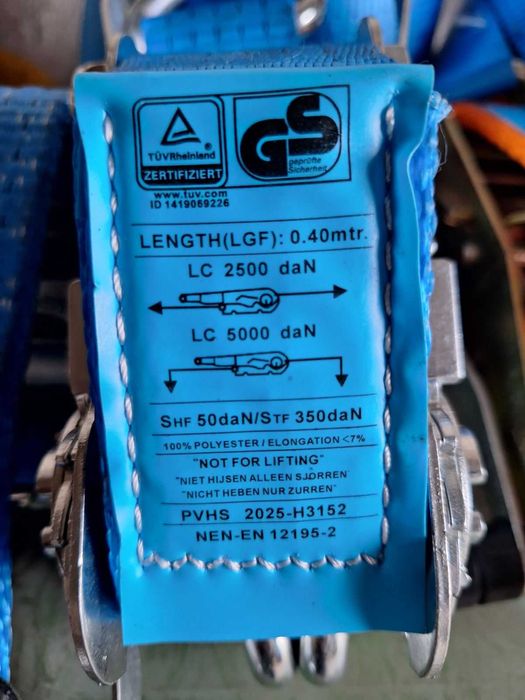 TÜVRheinland
ZERTIFIZIERT
GS
geprüfte
Sicherheit
www.tuv.com
ID 1419059226
LENGTH(LGF): 0.40mtr.
LC 2500 daN
LC 5000 daN
SHF 50daN/STF 350daN
100% POLYESTER / ELONGATION <7%
"NOT FOR LIFTING"
"NIET HIJSEN ALLEEN SJORREN"
"NICHT HEBEN NUR ZURREN"
PVHS 2025-H3152
NEN-EN 12195-2